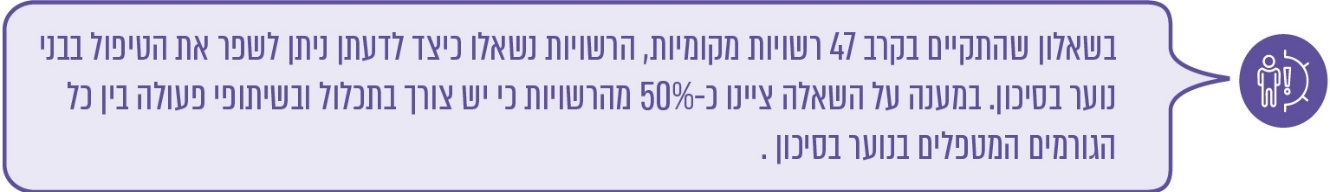 בשאלון שהתקיים בקרב 47 רשויות מקומיות, הרשויות נשאלו כיצד לדעתן ניתן לשפר את הטיפול בבני
נוער בסיכון. במענה על השאלה ציינו כ-50% מהרשויות כי יש צורך בתכלול ובשיתופי פעולה בין כל
הגורמים המטפלים בנוער בסיכון .